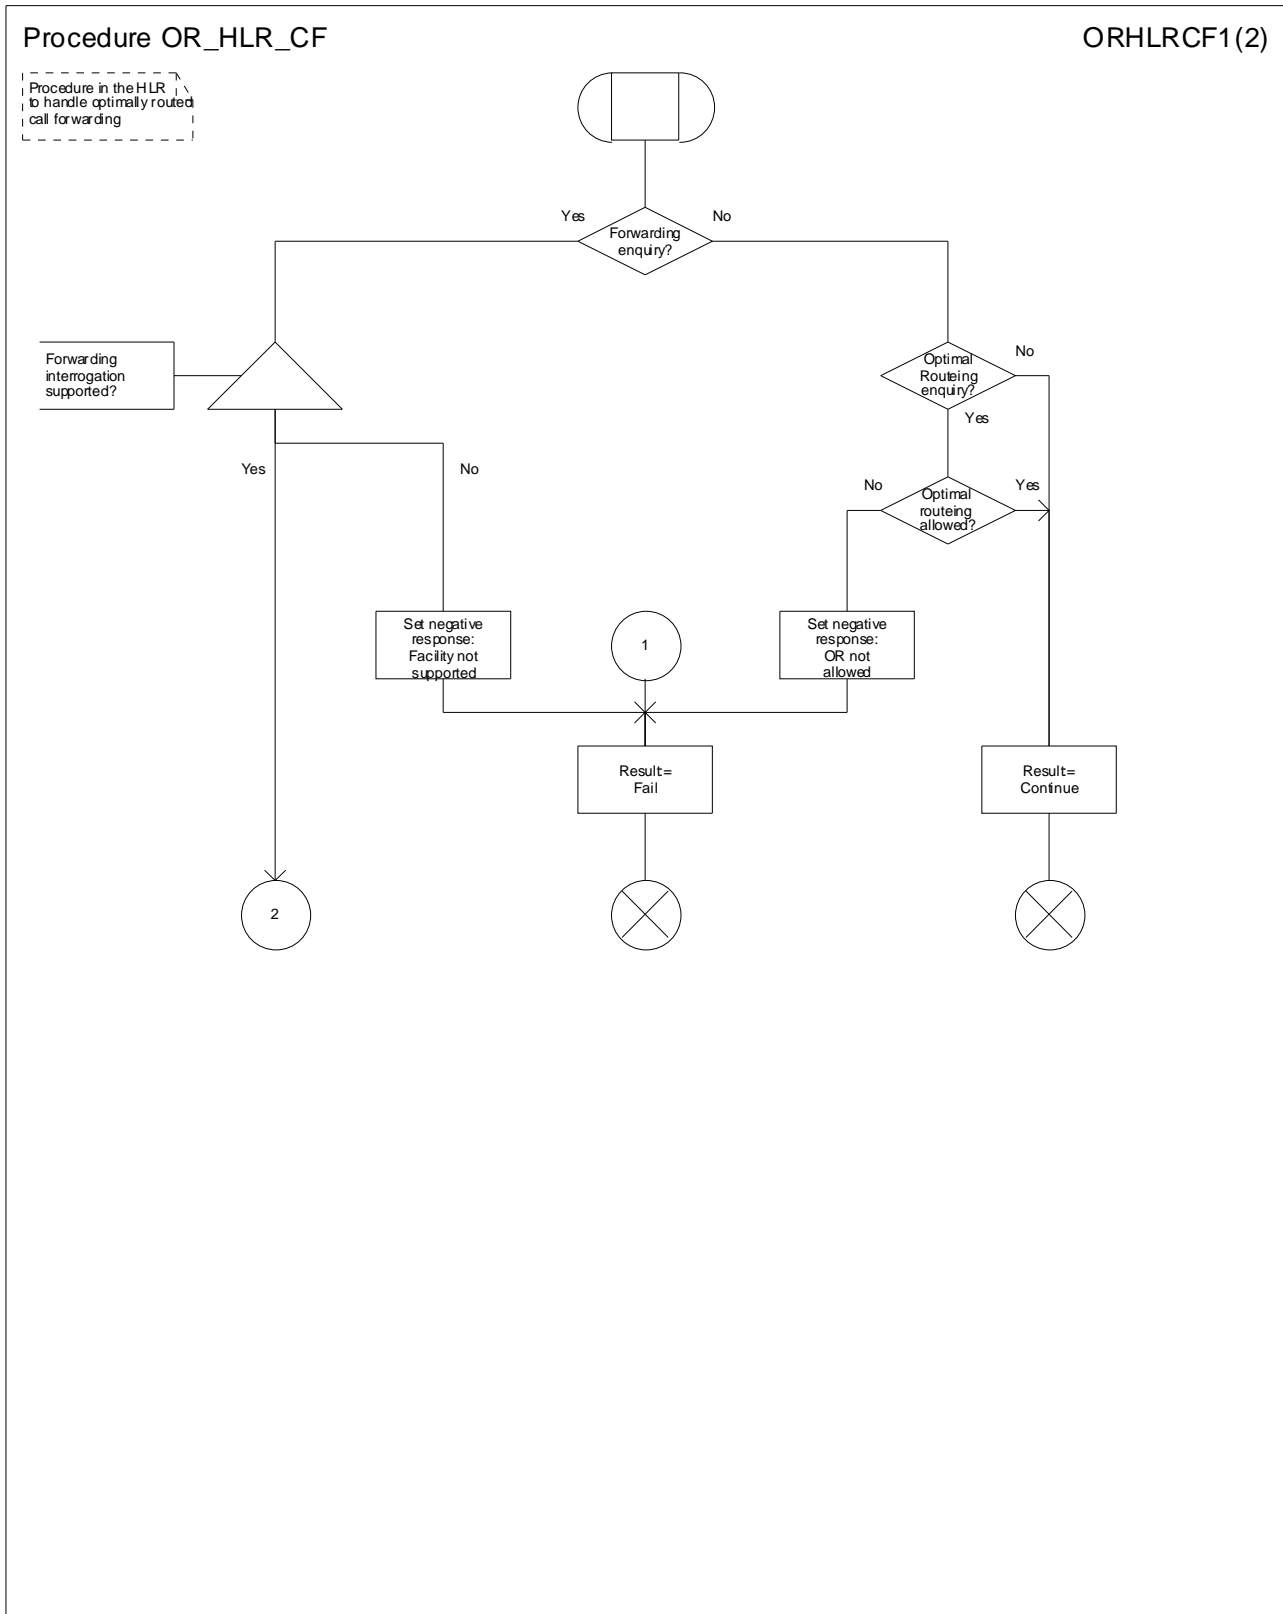 Procedure OR_HLR_CF
ORHLRCF1(2)
Procedure in the HLR
to handle optimally routed
call forwarding
Yes
No
Forwarding
enquiry?
Forwarding
interrogation
supported?
Optimal
Routeing
enquiry?
No
Yes
Yes
No
No
Yes
Optimal
routeing
allowed?
Set negative
response:
Facility not
supported
1
Set negative
response:
OR not
allowed
Result=
Fail
Result=
Continue
2